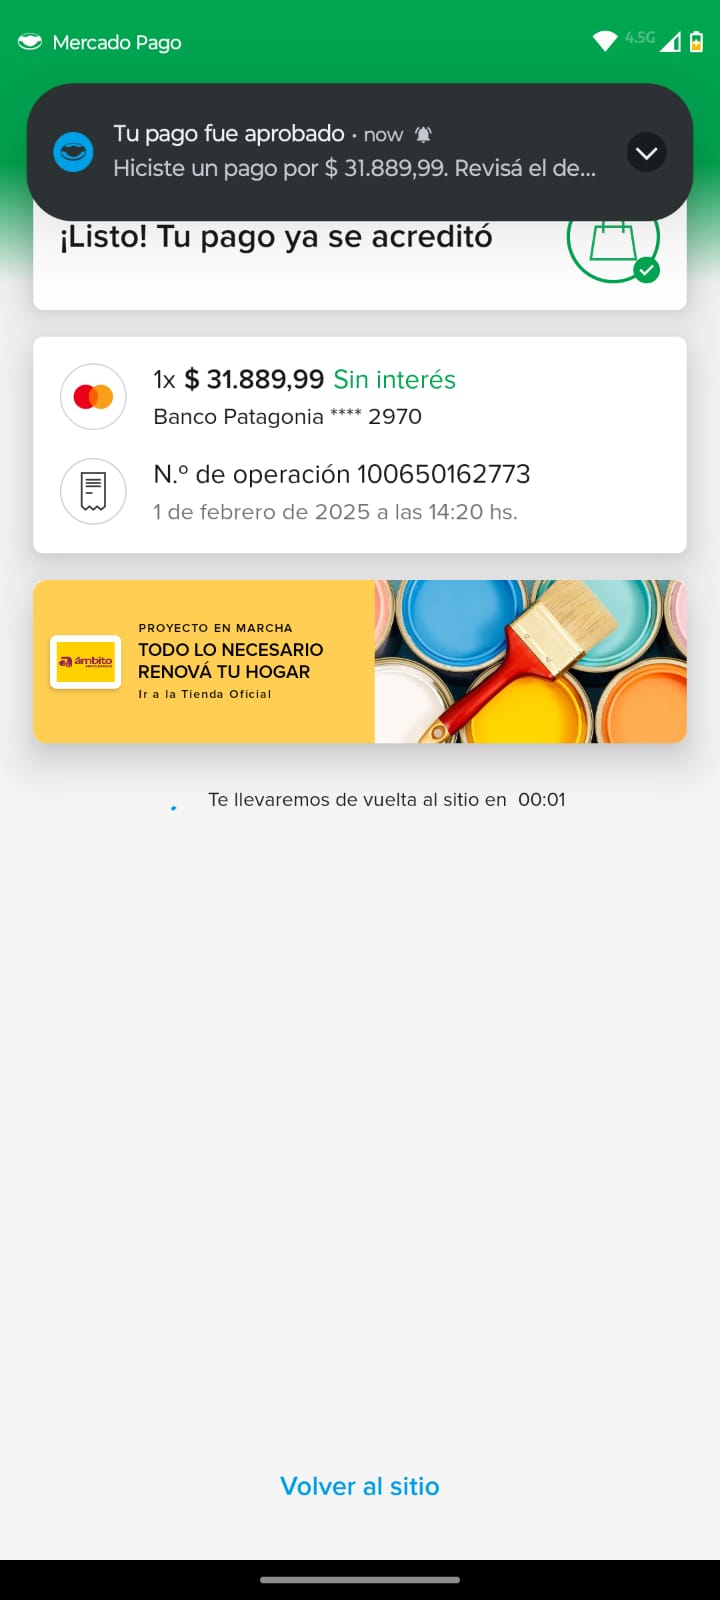 Mercado Pago
4.5G
Tu pago fue aprobado • now
Hiciste un pago por $ 31.889,99. Revisá el de...
¡Listo! Tu pago ya se acreditó
1x $ 31.889,99 Sin interés
Banco Patagonia **** 2970
N.º de operación 100650162773
1 de febrero de 2025 a las 14:20 hs.
PROYECTO EN MARCHA
ámbito
TODO LO NECESARIO
RENOVÁ TU HOGAR
Ir a la Tienda Oficial
Te llevaremos de vuelta al sitio en 00:01
Volver al sitio